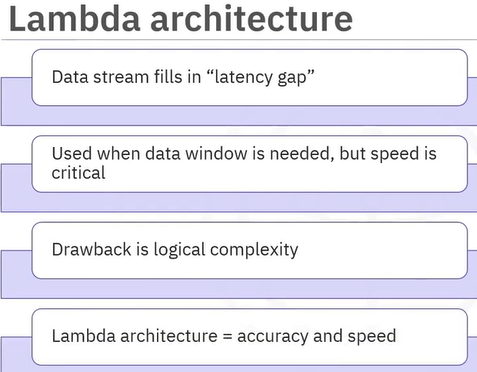 Lambda architecture
Data stream fills in “latency gap”
Used when data window is needed, but speed is
critical
Drawback is logical complexity
Lambda architecture = accuracy and speed